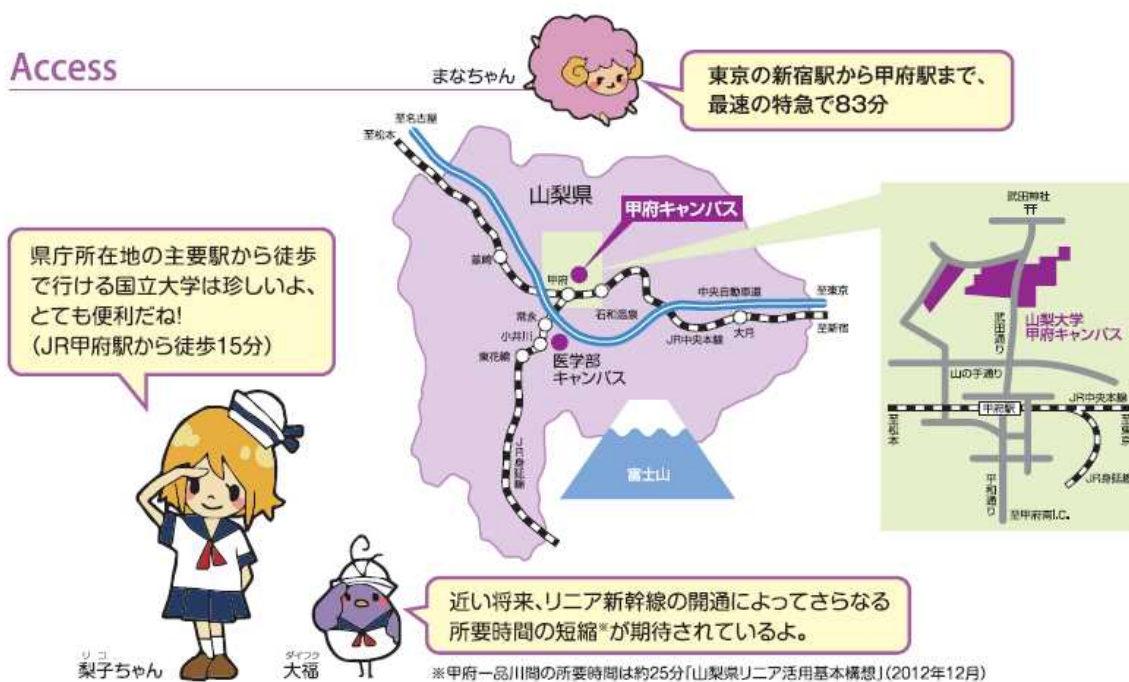 Access
まなちゃん
東京の新宿駅から甲府駅まで、
最速の特急で83分
至名古屋
至松本
山梨県
甲府キャンパス
韮崎
甲府
石和温泉
中央自動車道
至東京
常永
小井川
東花輪
医学部
キャンパス
JR中央本線
大月
至新宿
JR身延線
富士山
武田神社
武田通り
山梨大学
甲府キャンパス
山の手通り
甲府駅
JR中央本線
至松本
至東京
JR身延線
平和通り
至甲府南I.C.
県庁所在地の主要駅から徒歩
で行ける国立大学は珍しいよ、
とても便利だね!
(JR甲府駅から徒歩15分)
リコ
梨子ちゃん
ダイフク
大福
近い将来、リニア新幹線の開通によってさらなる
所要時間の短縮※が期待されているよ。
※甲府ー品川間の所要時間は約25分「山梨県リニア活用基本構想」(2012年12月)